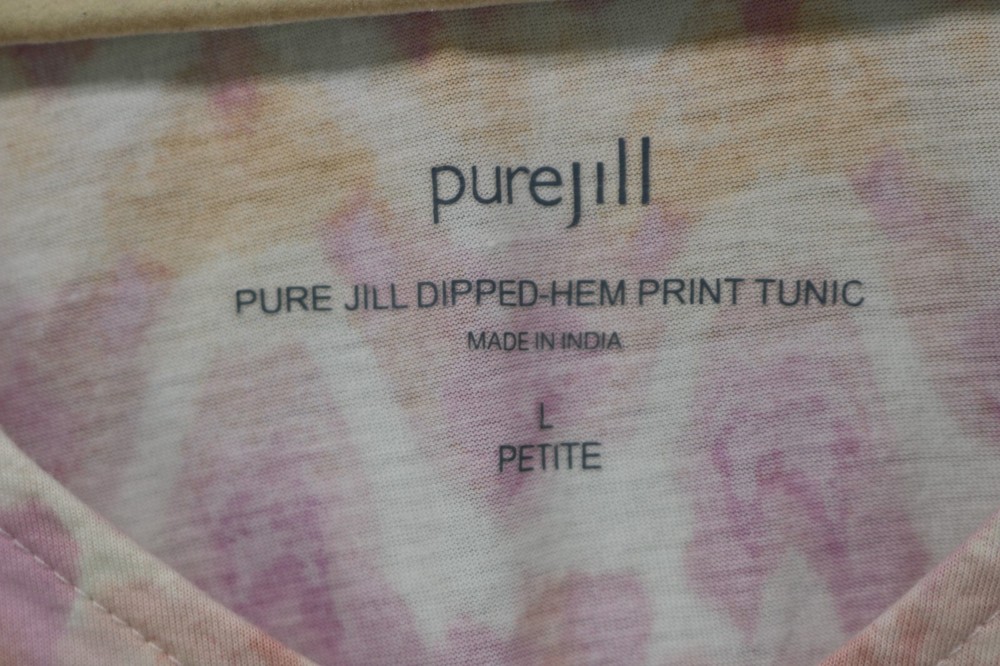 purejill
PURE JILL DIPPED-HEM PRINT TUNIC
MADE IN INDIA
L
PETITE